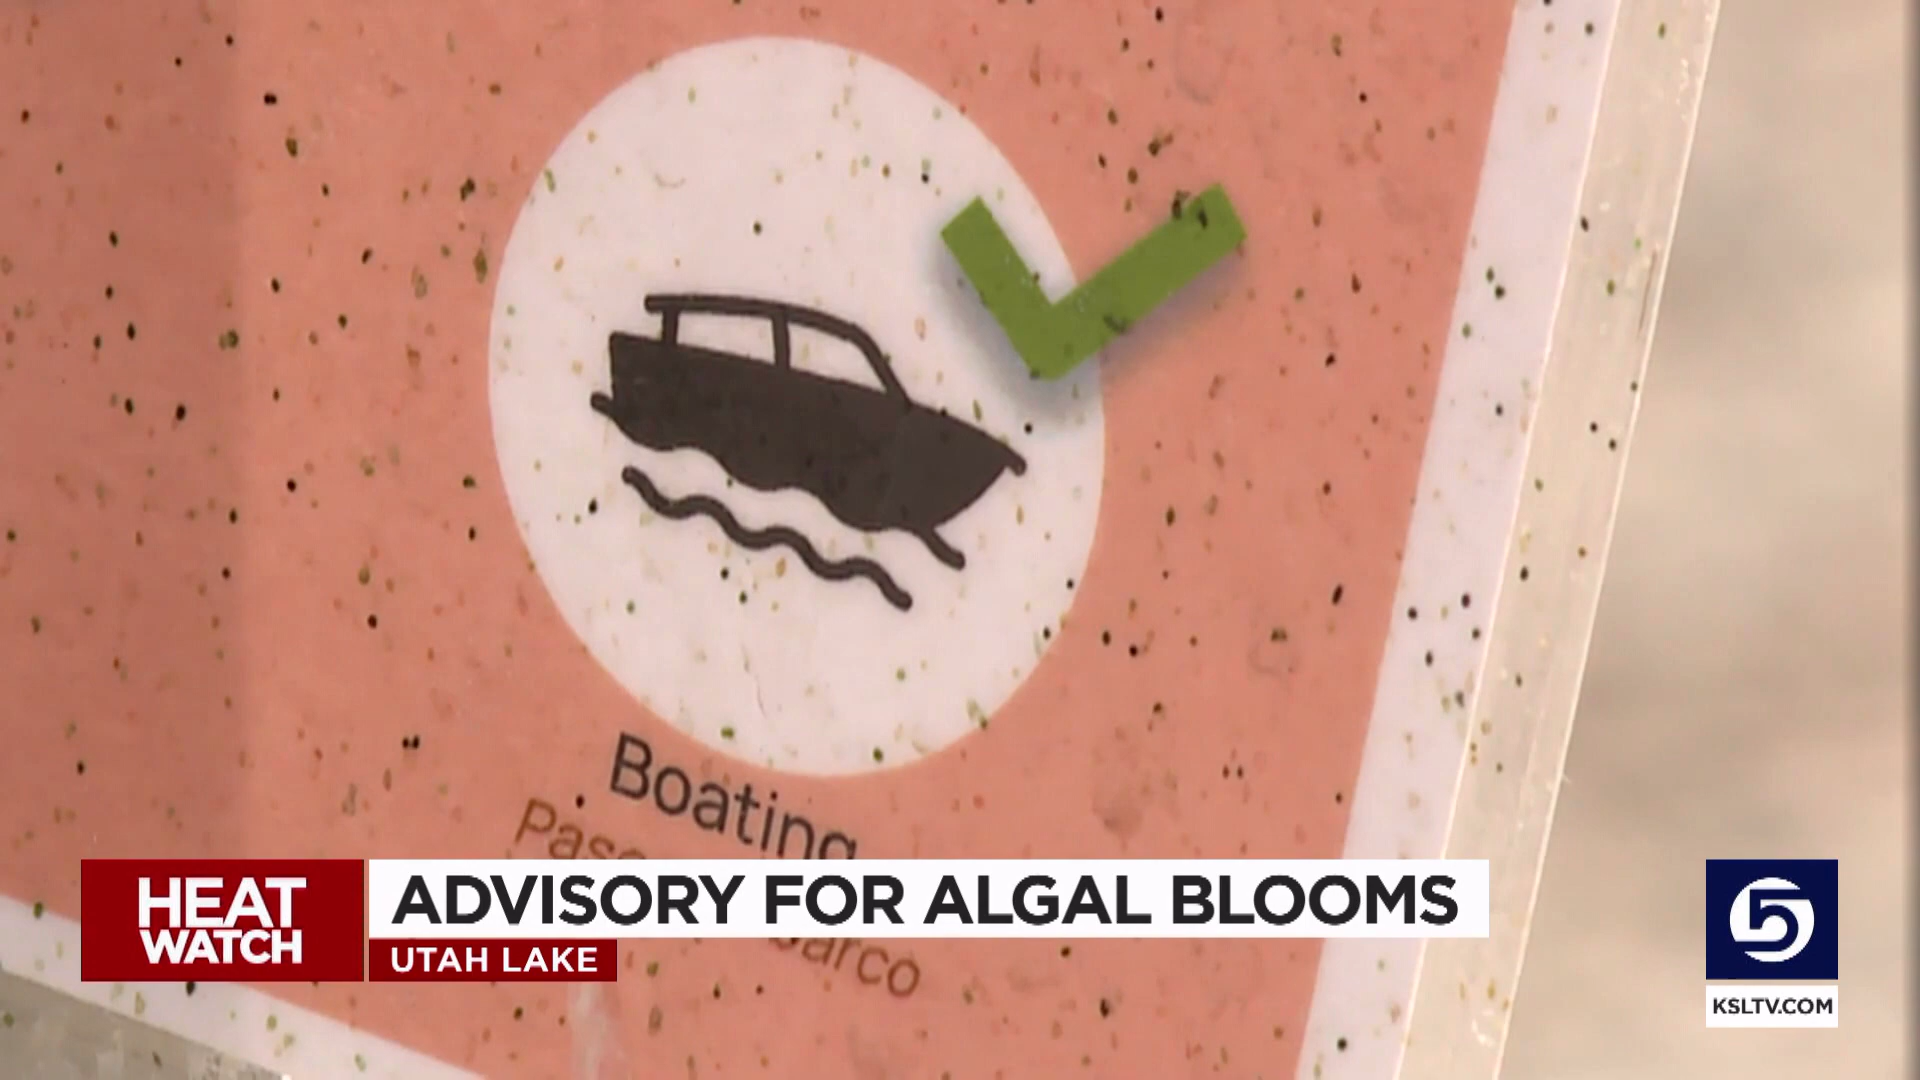 Boating
HEAT
WATCH
ADVISORY FOR ALGAL BLOOMS
UTAH LAKE
5
KSLTV.COM